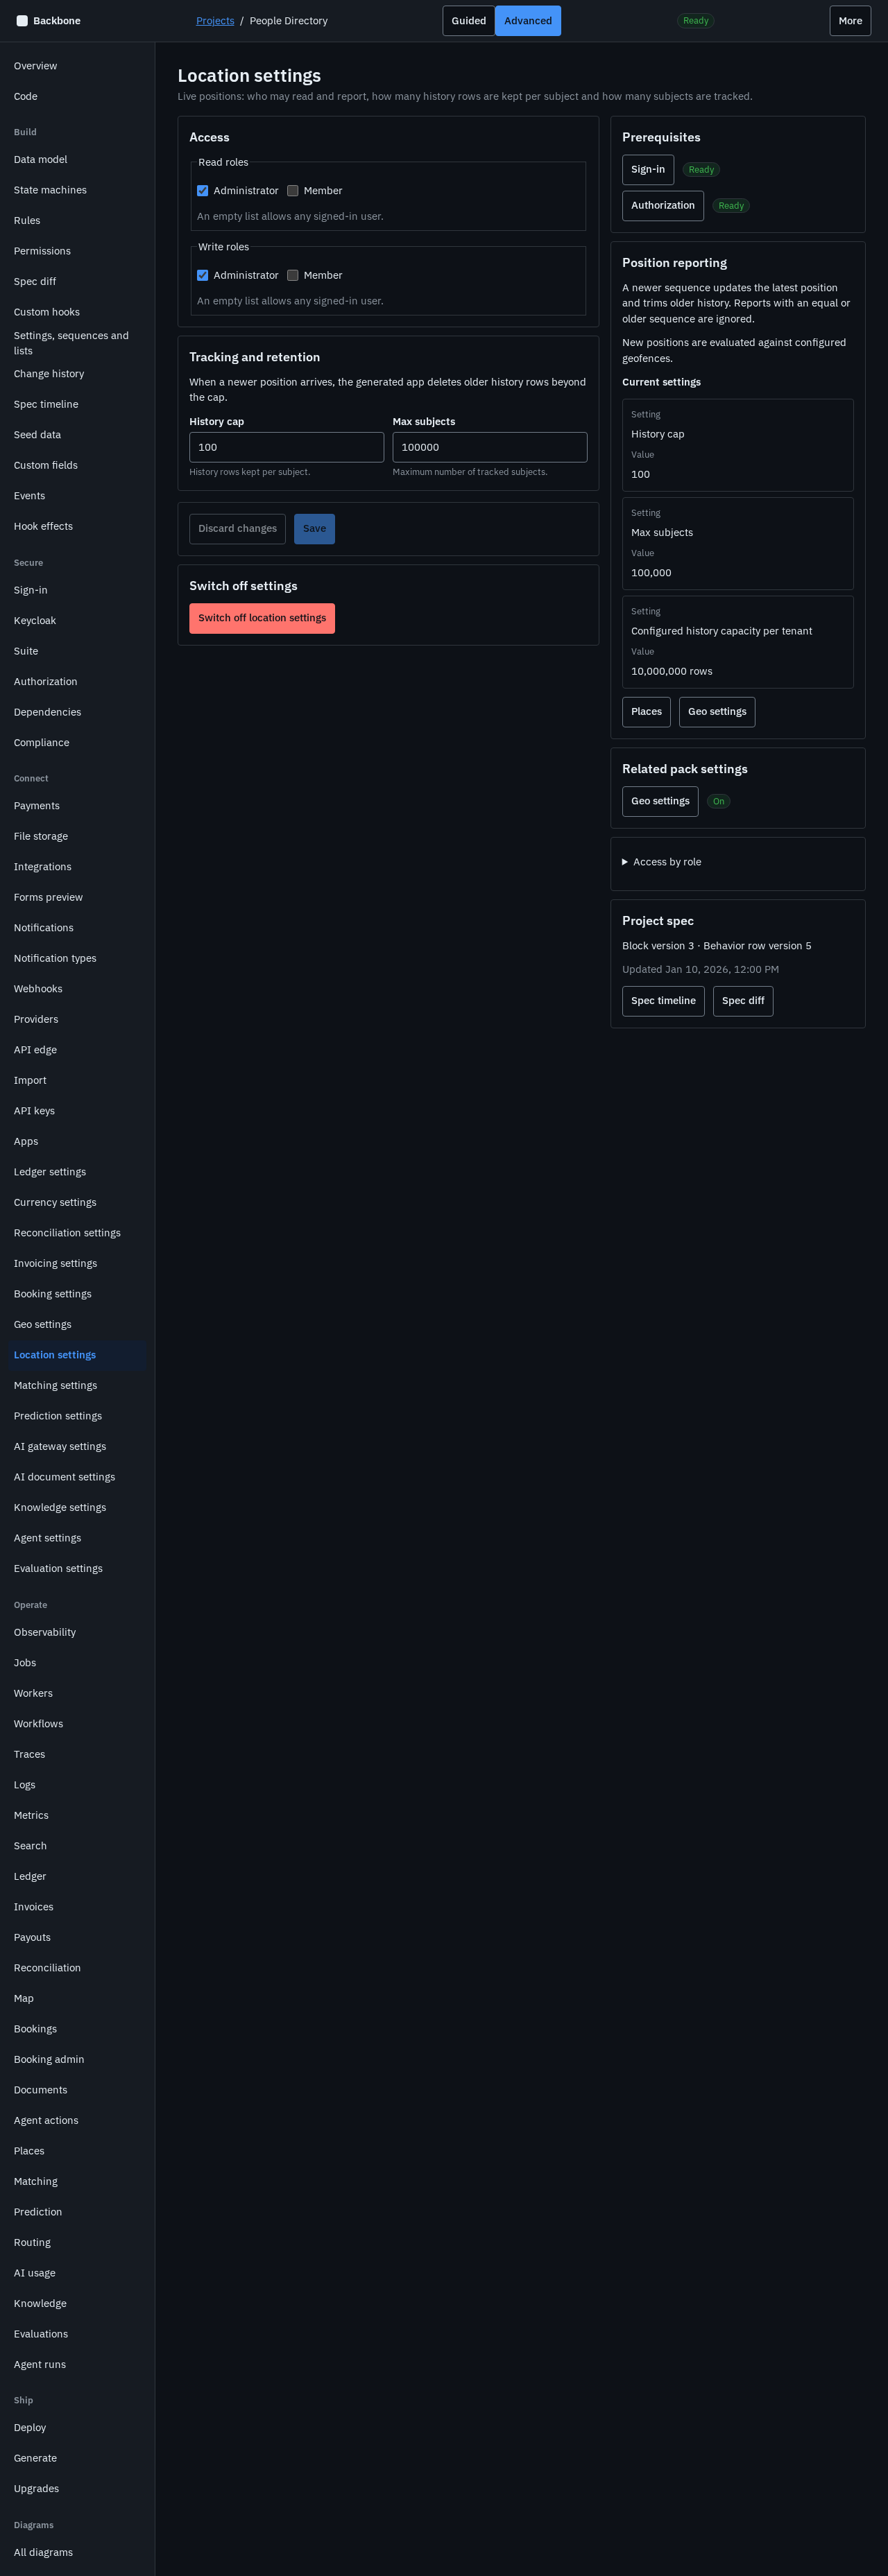 Backbone
Projects / People Directory
Guided
Advanced
Ready
More
Overview
Code
Build
Data model
State machines
Rules
Permissions
Spec diff
Custom hooks
Settings, sequences and
lists
Change history
Spec timeline
Seed data
Custom fields
Events
Hook effects
Secure
Sign-in
Keycloak
Suite
Authorization
Dependencies
Compliance
Connect
Payments
File storage
Integrations
Forms preview
Notifications
Notification types
Webhooks
Providers
API edge
Import
API keys
Apps
Ledger settings
Currency settings
Reconciliation settings
Invoicing settings
Booking settings
Geo settings
Location settings
Matching settings
Prediction settings
AI gateway settings
AI document settings
Knowledge settings
Agent settings
Evaluation settings
Operate
Observability
Jobs
Workers
Workflows
Traces
Logs
Metrics
Search
Ledger
Invoices
Payouts
Reconciliation
Map
Bookings
Booking admin
Documents
Agent actions
Places
Matching
Prediction
Routing
AI usage
Knowledge
Evaluations
Agent runs
Ship
Deploy
Generate
Upgrades
Diagrams
All diagrams
Location settings
Live positions: who may read and report, how many history rows are kept per subject and how many subjects are tracked.
Access
Read roles
Administrator Member
An empty list allows any signed-in user.
Write roles
Administrator Member
An empty list allows any signed-in user.
Tracking and retention
When a newer position arrives, the generated app deletes older history rows beyond
the cap.
History cap
100
History rows kept per subject.
Max subjects
100000
Maximum number of tracked subjects.
Discard changes
Save
Switch off settings
Switch off location settings
Prerequisites
Sign-in Ready
Authorization Ready
Position reporting
A newer sequence updates the latest position
and trims older history. Reports with an equal or
older sequence are ignored.
New positions are evaluated against configured
geofences.
Current settings
Setting
History cap
Value
100
Setting
Max subjects
Value
100,000
Setting
Configured history capacity per tenant
Value
10,000,000 rows
Places
Geo settings
Related pack settings
Geo settings On
Access by role
Project spec
Block version 3 · Behavior row version 5
Updated Jan 10, 2026, 12:00 PM
Spec timeline
Spec diff